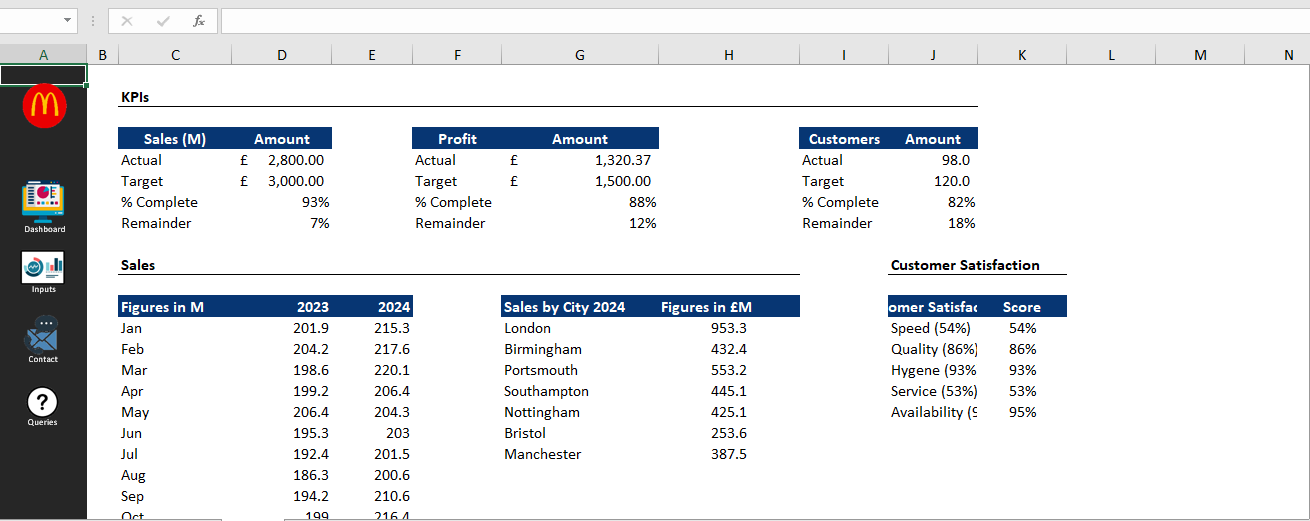 fx
A B C D E F G H I J K L M N
KPIs
Sales (M) Amount Profit Amount Customers Amount
Actual £ 2,800.00 Actual £ 1,320.37 Actual 98.0
Target £ 3,000.00 Target £ 1,500.00 Target 120.0
% Complete 93% % Complete 88% % Complete 82%
Remainder 7% Remainder 12% Remainder 18%
Dashboard
Sales Customer Satisfaction
Inputs
Figures in M 2023 2024 Sales by City 2024 Figures in £M omer Satisfac Score
Jan 201.9 215.3 London 953.3 Speed (54%) 54%
Feb 204.2 217.6 Birmingham 432.4 Quality (86%) 86%
Contact
Mar 198.6 220.1 Portsmouth 553.2 Hygene (93% 93%
Apr 199.2 206.4 Southampton 445.1 Service (53%) 53%
May 206.4 204.3 Nottingham 425.1 Availability (9 95%
?
Queries
Jun 195.3 203 Bristol 253.6
Jul 192.4 201.5 Manchester 387.5
Aug 186.3 200.6
Sep 194.2 210.6
Oct 199 216.4